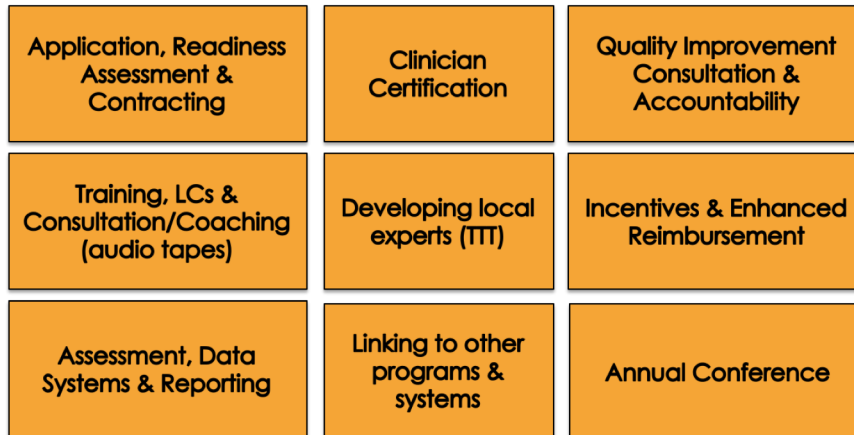 Application, Readiness
Assessment &
Contracting
Clinician
Certification
Quality Improvement
Consultation &
Accountability
Training, LCs &
Consultation/Coaching
(audio tapes)
Developing local
experts (TTT)
Incentives & Enhanced
Reimbursement
Assessment, Data
Systems & Reporting
Linking to other
programs &
systems
Annual Conference